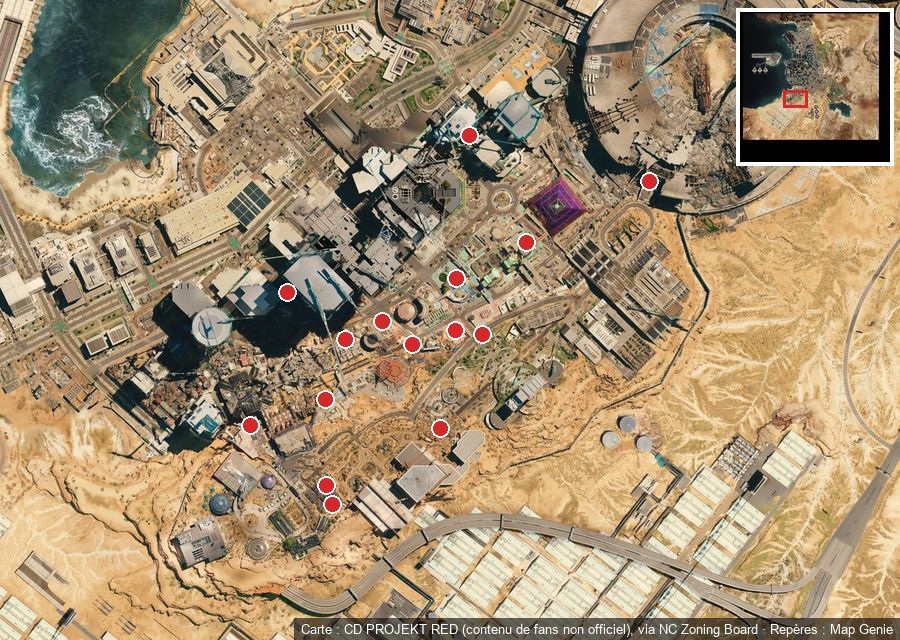 Carte : CD PROJEKT RED (contenu de fans non officiel), via NC Zoning Board · Repères : Map Genie